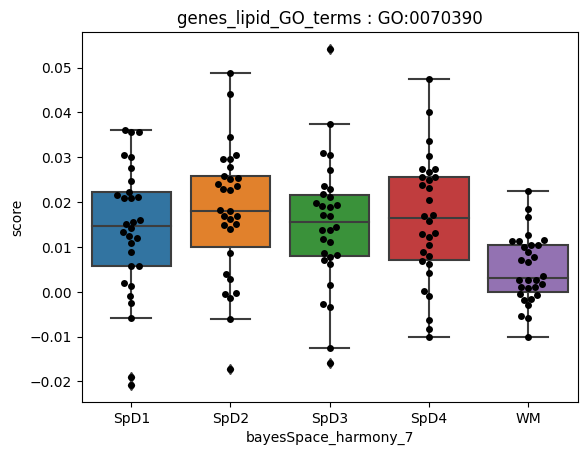 genes_lipid_GO_terms : GO:0070390
score
0.05
0.04
0.03
0.02
0.01
0.00
−0.01
−0.02
SpD1 SpD2 SpD3 SpD4 WM
bayesSpace_harmony_7